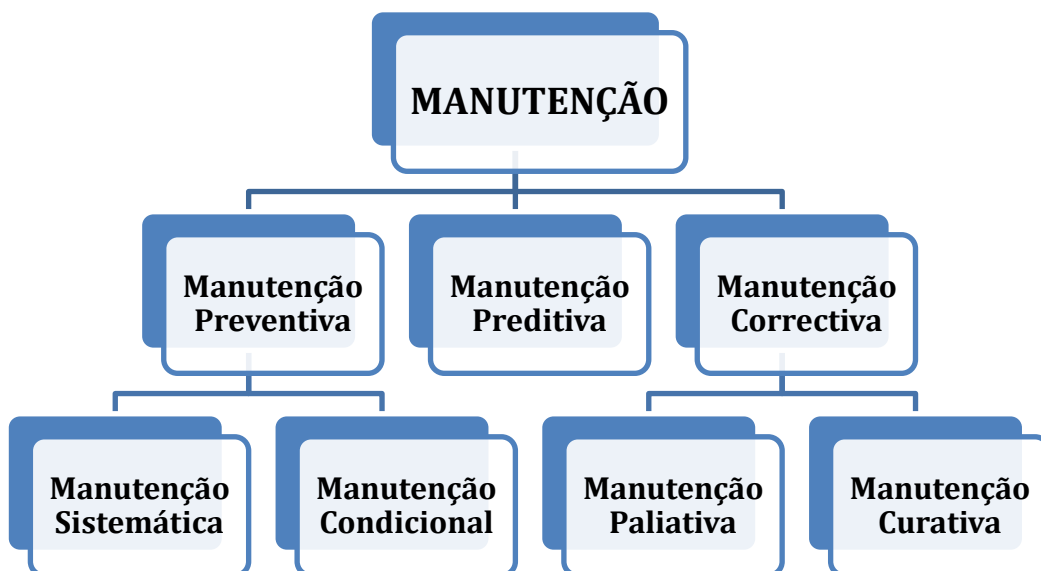 MANUTENÇÃO
Manutenção
Preventiva
Manutenção
Preditiva
Manutenção
Correctiva
Manutenção
Sistemática
Manutenção
Condicional
Manutenção
Paliativa
Manutenção
Curativa